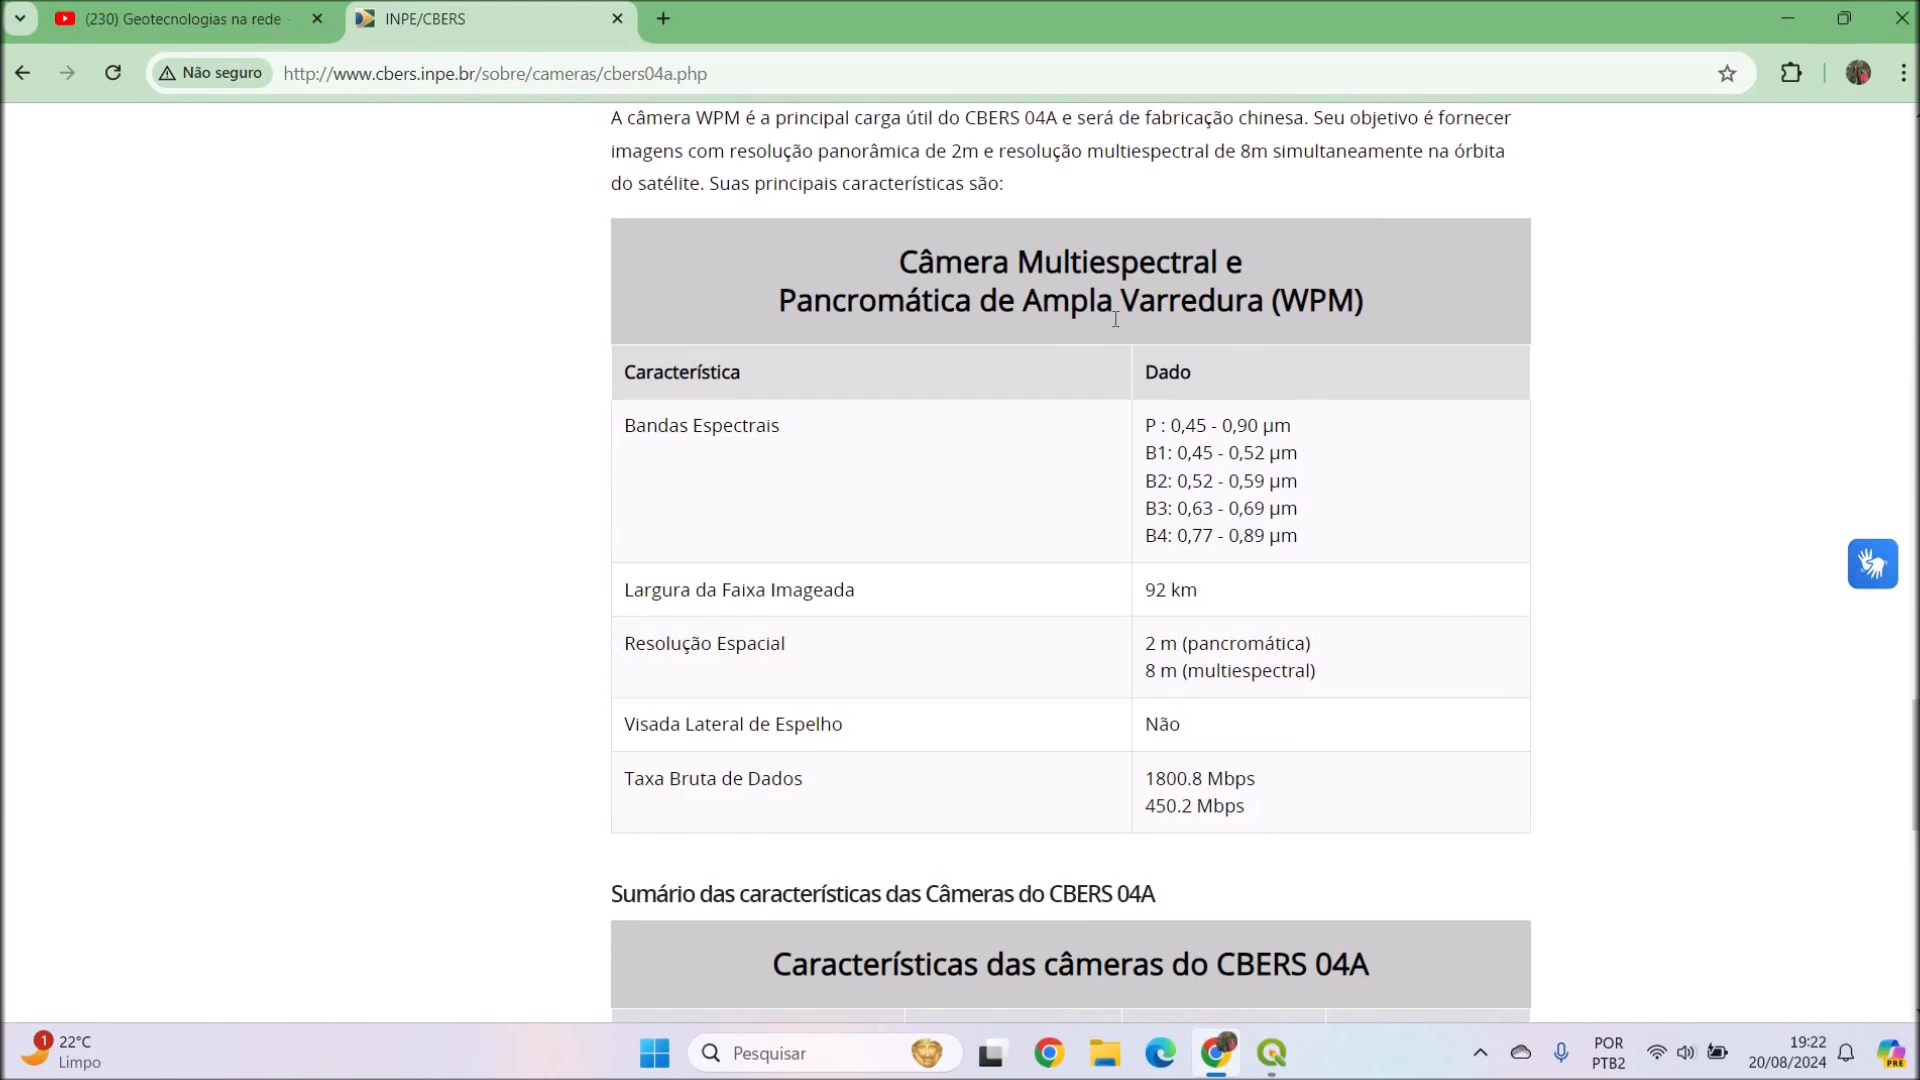 (230) Geotecnologias na rede -
INPE/CBERS
Não seguro
http://www.cbers.inpe.br/sobre/cameras/cbers04a.php
A câmera WPM é a principal carga útil do CBERS 04A e será de fabricação chinesa. Seu objetivo é fornecer
imagens com resolução panorâmica de 2m e resolução multiespectral de 8m simultaneamente na órbita
do satélite. Suas principais características são:
Câmera Multiespectral e
Pancromática de Ampla Varredura (WPM)
Característica Dado
Bandas Espectrais P : 0,45 - 0,90 µm
B1: 0,45 - 0,52 µm
B2: 0,52 - 0,59 µm
B3: 0,63 - 0,69 µm
B4: 0,77 - 0,89 µm
Largura da Faixa Imageada 92 km
Resolução Espacial 2 m (pancromática)
8 m (multiespectral)
Visada Lateral de Espelho Não
Taxa Bruta de Dados 1800.8 Mbps
450.2 Mbps
Sumário das características das Câmeras do CBERS 04A
Características das câmeras do CBERS 04A
1
22°C
Limpo
Pesquisar
POR
PTB2
19:22
20/08/2024
PRE